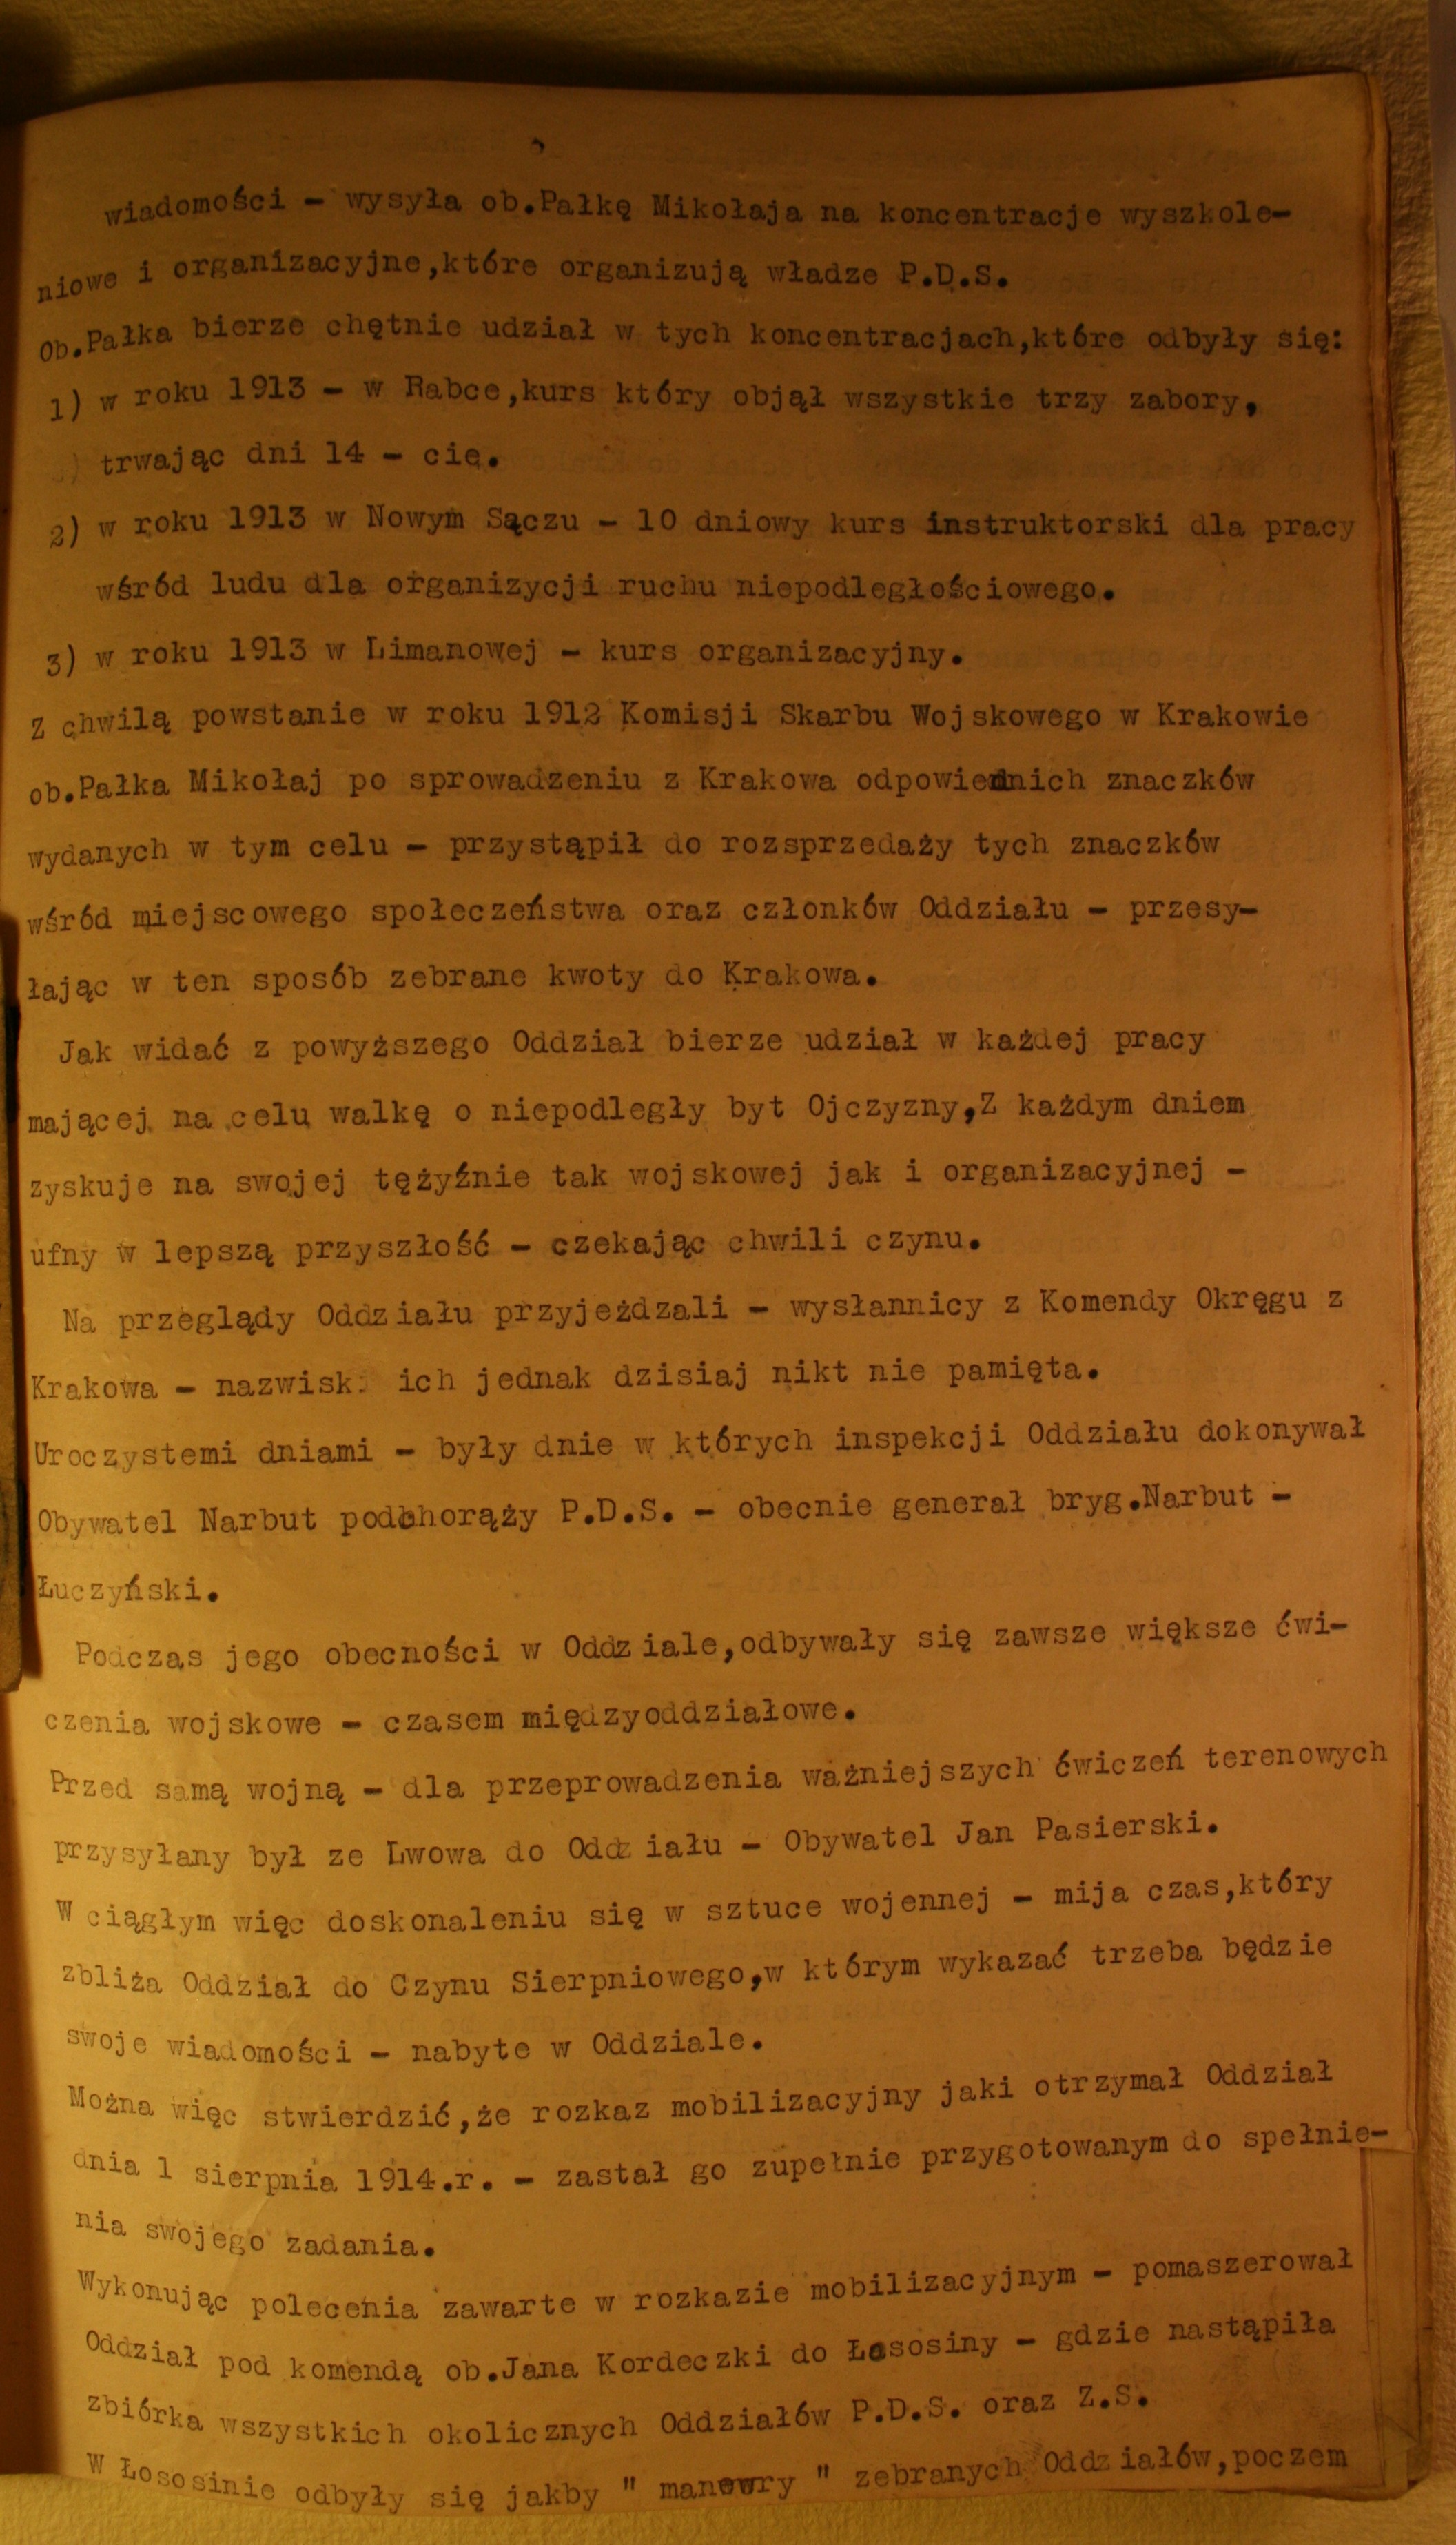 wiadomości - wysyła ob.Pałkę Mikołaja na koncentracje wyszkole-
niowe i organizacyjne,które organizują władze P.D.S.
Ob.Pałka bierze chętnie udział w tych koncentracjach,które odbyły się:
1) w roku 1913 - w Rabce,kurs który objął wszystkie trzy zabory,
trwając dni 14 - cie.
2) w roku 1913 w Nowym Sączu - 10 dniowy kurs instruktorski dla pracy
wśród ludu dla organizycji ruchu niepodległościowego.
3) w roku 1913 w Limanowej - kurs organizacyjny.
Z chwilą powstanie w roku 1912 Komisji Skarbu Wojskowego w Krakowie
ob.Pałka Mikołaj po sprowadzeniu z Krakowa odpowiednich znaczków
wydanych w tym celu - przystąpił do rozsprzedaży tych znaczków
wśród miejscowego społeczeństwa oraz członków Oddziału - przesy-
łając w ten sposób zebrane kwoty do Krakowa.
Jak widać z powyższego Oddział bierze udział w każdej pracy
mającej na celu walkę o niepodległy byt Ojczyzny,Z każdym dniem
zyskuje na swojej tężyźnie tak wojskowej jak i organizacyjnej -
ufny w lepszą przyszłość - czekając chwili czynu.
Na przeglądy Oddziału przyjeżdzali - wysłannicy z Komendy Okręgu z
Krakowa - nazwisk ich jednak dzisiaj nikt nie pamięta.
Uroczystemi dniami - były dnie w których inspekcji Oddziału dokonywał
Obywatel Narbut podchorąży P.D.S. - obecnie generał bryg.Narbut -
Łuczyński.
Podczas jego obecności w Oddziale,odbywały się zawsze większe ćwi-
czenia wojskowe - czasem międzyoddziałowe.
Przed samą wojną - dla przeprowadzenia ważniejszych ćwiczeń terenowych
przysyłany był ze Lwowa do Oddziału - Obywatel Jan Pasierski.
W ciągłym więc doskonaleniu się w sztuce wojennej - mija czas,który
zbliża Oddział do Czynu Sierpniowego,w którym wykazać trzeba będzie
swoje wiadomości - nabyte w Oddziale.
Można więc stwierdzić,że rozkaz mobilizacyjny jaki otrzymał Oddział
dnia 1 sierpnia 1914.r. - zastał go zupełnie przygotowanym do spełnie-
nia swojego zadania.
Wykonując polecenia zawarte w rozkazie mobilizacyjnym - pomaszerował
Oddział pod komendą ob.Jana Kordeczki do Łososiny - gdzie nastąpiła
zbiórka wszystkich okolicznych Oddziałów P.D.S. oraz Z.S.
W Łososinie odbyły się jakby " manewry " zebranych Oddziałów,poczem